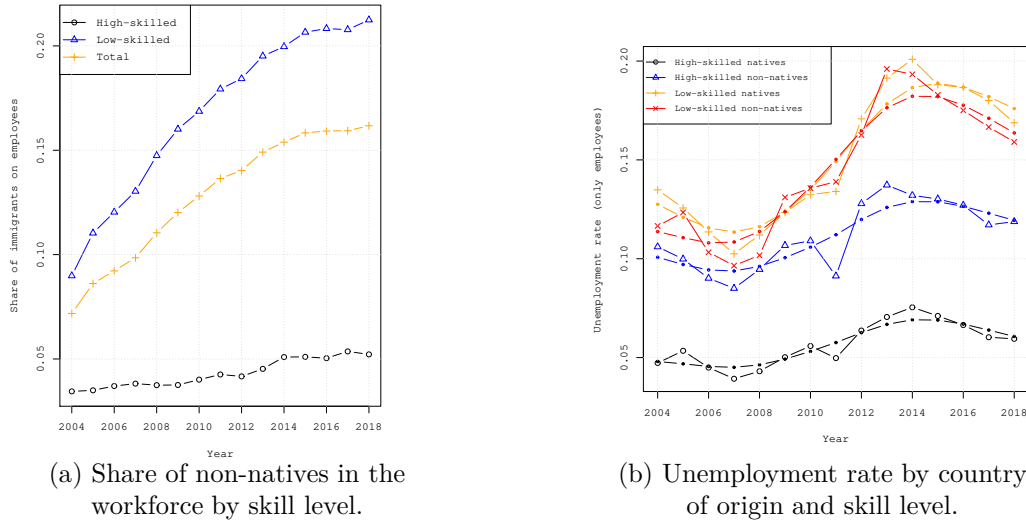 High-skilled
Low-skilled
Total
Share of immigrants on employees
0.05
0.10
0.15
0.20
2004 2006 2008 2010 2012 2014 2016 2018
Year
(a) Share of non-natives in the
workforce by skill level.
High-skilled natives
High-skilled non-natives
Low-skilled natives
Low-skilled non-natives
Unemployment rate (only employees)
0.05
0.10
0.15
0.20
2004 2006 2008 2010 2012 2014 2016 2018
Year
(b) Unemployment rate by country
of origin and skill level.